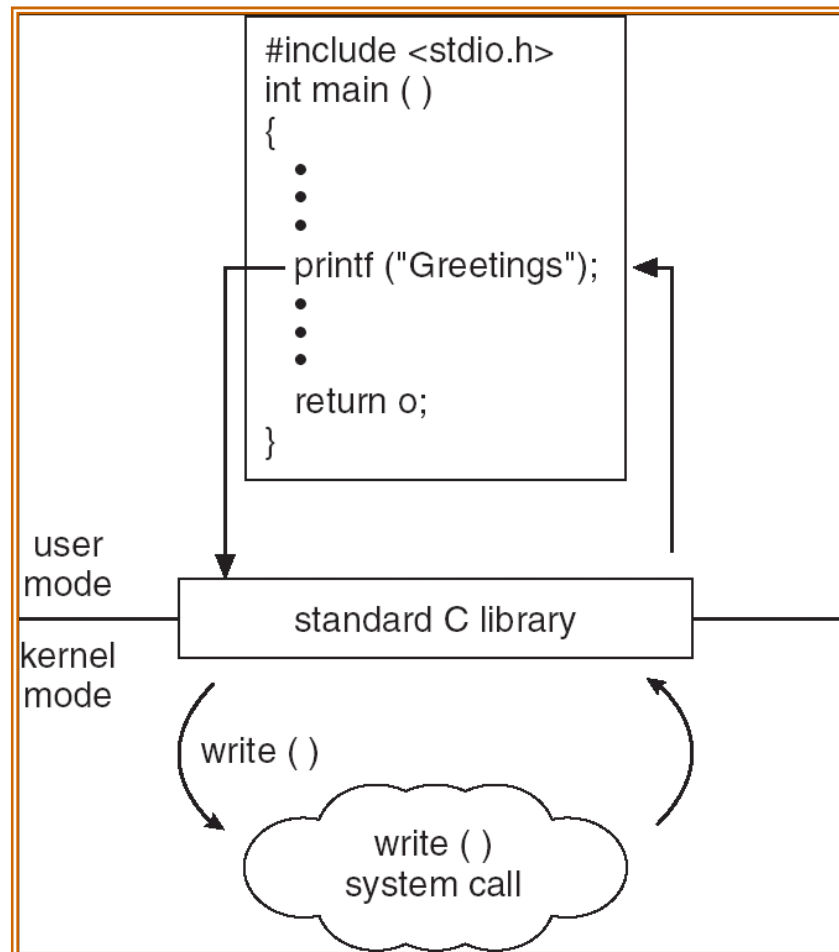 #include <stdio.h>
int main ( )
{
•
•
•
printf ("Greetings");
•
•
•
return o;
}
user
mode
standard C library
kernel
mode
write ( )
write ( )
system call